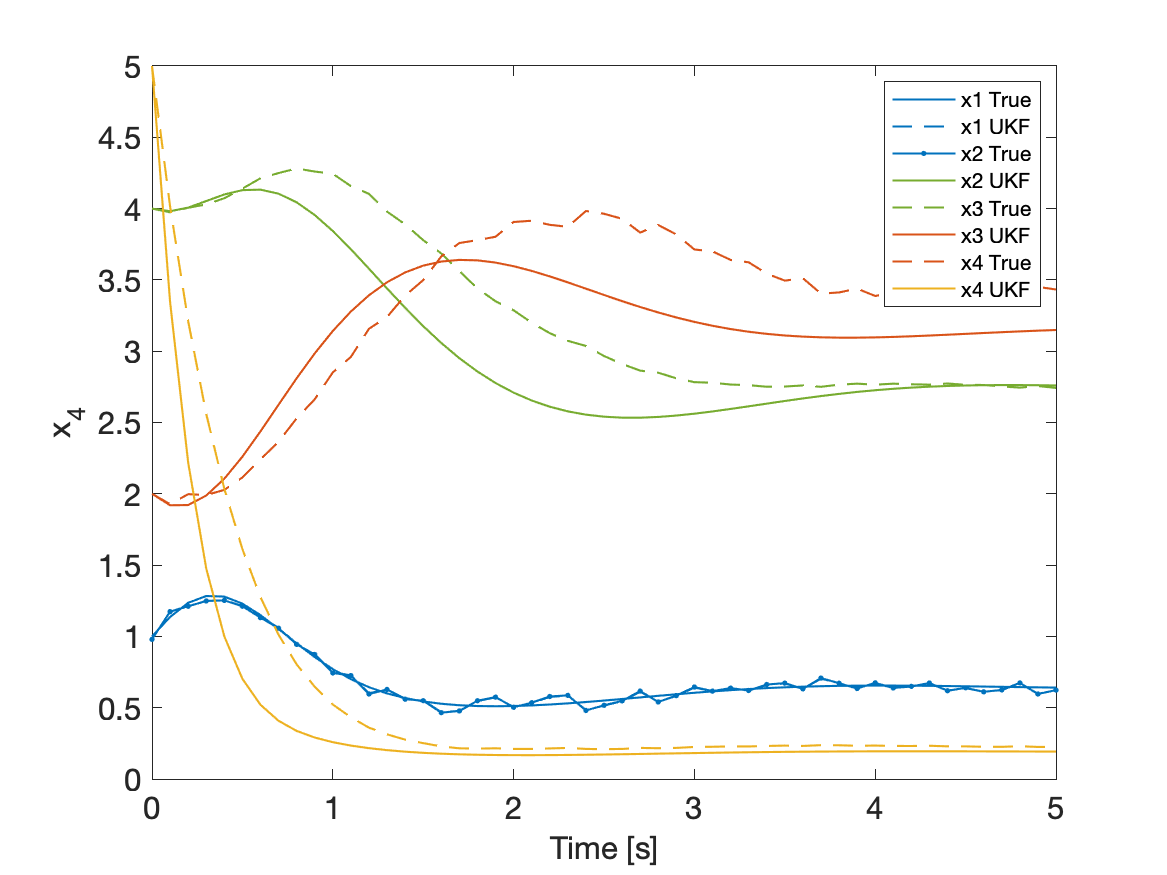 5
4.5
4
3.5
3
2.5
2
1.5
1
0.5
0
x4
0 1 2 3 4 5
Time [s]
x1 True
x1 UKF
x2 True
x2 UKF
x3 True
x3 UKF
x4 True
x4 UKF